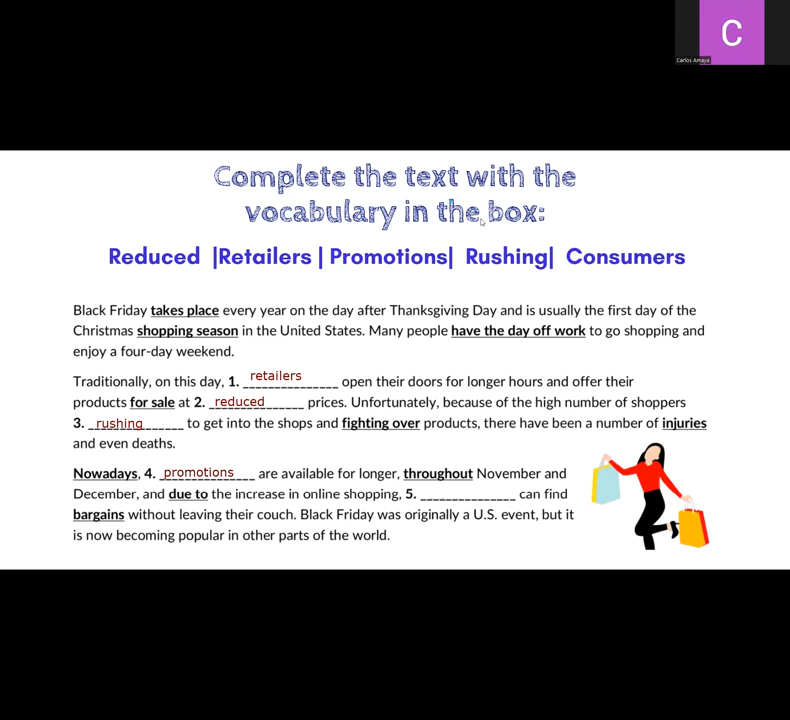 C
Carlos Amaya
Complete the text with the
vocabulary in the box:
Reduced |Retailers | Promotions| Rushing| Consumers
Black Friday takes place every year on the day after Thanksgiving Day and is usually the first day of the
Christmas shopping season in the United States. Many people have the day off work to go shopping and
enjoy a four-day weekend.
Traditionally, on this day, 1. retailers open their doors for longer hours and offer their
products for sale at 2. reduced prices. Unfortunately, because of the high number of shoppers
3. rushing to get into the shops and fighting over products, there have been a number of injuries
and even deaths.
Nowadays, 4. promotions are available for longer, throughout November and
December, and due to the increase in online shopping, 5. _______________ can find
bargains without leaving their couch. Black Friday was originally a U.S. event, but it
is now becoming popular in other parts of the world.